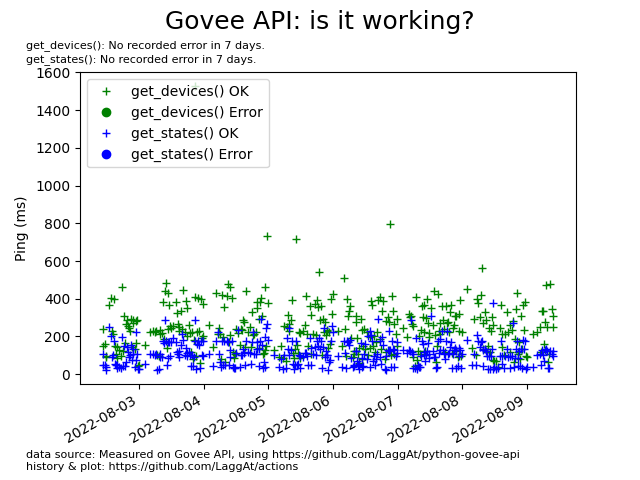 Govee API: is it working?
get_devices(): No recorded error in 7 days.
get_states(): No recorded error in 7 days.
get_devices() OK
get_devices() Error
get_states() OK
get_states() Error
Ping (ms)
1600
1400
1200
1000
800
600
400
200
0
2022-08-03
2022-08-04
2022-08-05
2022-08-06
2022-08-07
2022-08-08
2022-08-09
data source: Measured on Govee API, using https://github.com/LaggAt/python-govee-api
history & plot: https://github.com/LaggAt/actions